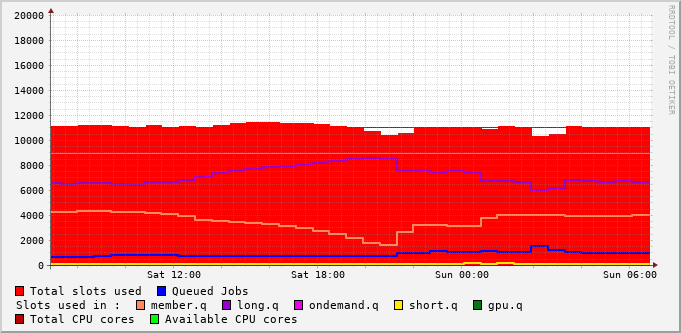 20000
18000
16000
14000
12000
10000
8000
6000
4000
2000
0
Sat 12:00 Sat 18:00 Sun 00:00 Sun 06:00
RRDTOOL / TOBI OETIKER
Total slots used Queued Jobs
Slots used in : member.q long.q ondemand.q short.q gpu.q
Total CPU cores Available CPU cores